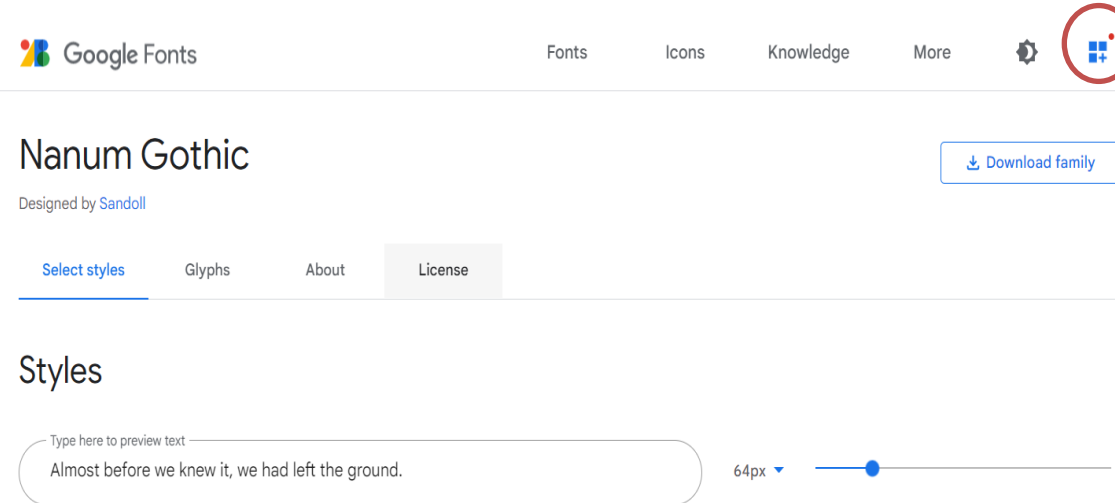 Google Fonts
Fonts Icons Knowledge More
Nanum Gothic
Download family
Designed by Sandoll
Select styles Glyphs About License
Styles
Type here to preview text
Almost before we knew it, we had left the ground.
64px